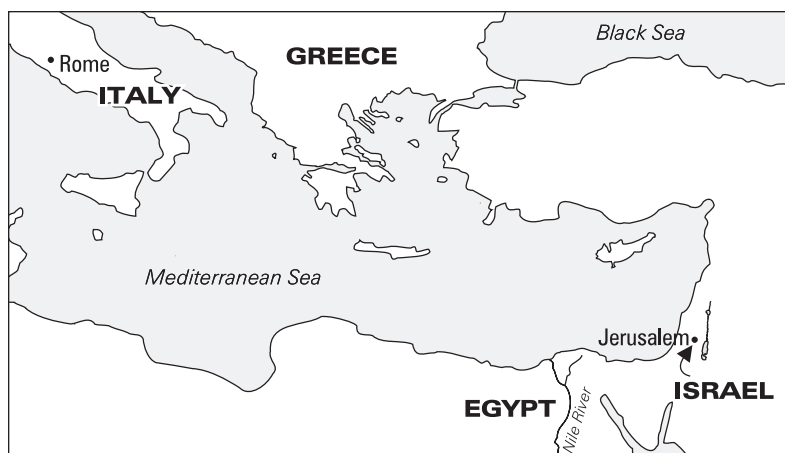 Black Sea
GREECE
Rome
ITALY
Mediterranean Sea
Jerusalem
ISRAEL
EGYPT
Nile River